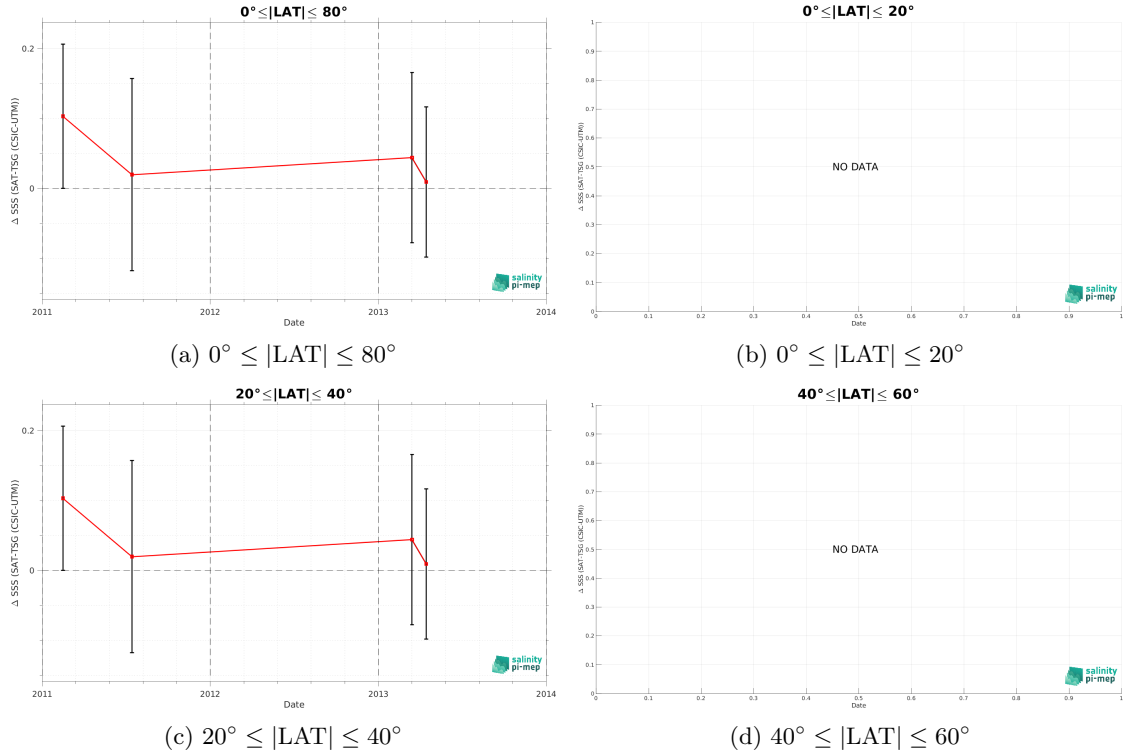 0°≤|LAT|≤ 80°
Δ SSS (SAT-TSG (CSIC-UTM))
0.2
0
2011 2012 2013 2014
Date
salinity
pi-mep
(a) 0° ≤ |LAT| ≤ 80°
0°≤|LAT|≤ 20°
Δ SSS (SAT-TSG (CSIC-UTM))
1
0.9
0.8
0.7
0.6
0.5
0.4
0.3
0.2
0.1
0
NO DATA
0 0.1 0.2 0.3 0.4 0.5 0.6 0.7 0.8 0.9 1
Date
salinity
pi-mep
(b) 0° ≤ |LAT| ≤ 20°
20°≤|LAT|≤ 40°
Δ SSS (SAT-TSG (CSIC-UTM))
0.2
0
2011 2012 2013 2014
Date
salinity
pi-mep
(c) 20° ≤ |LAT| ≤ 40°
40°≤|LAT|≤ 60°
Δ SSS (SAT-TSG (CSIC-UTM))
1
0.9
0.8
0.7
0.6
0.5
0.4
0.3
0.2
0.1
0
NO DATA
0 0.1 0.2 0.3 0.4 0.5 0.6 0.7 0.8 0.9 1
Date
salinity
pi-mep
(d) 40° ≤ |LAT| ≤ 60°